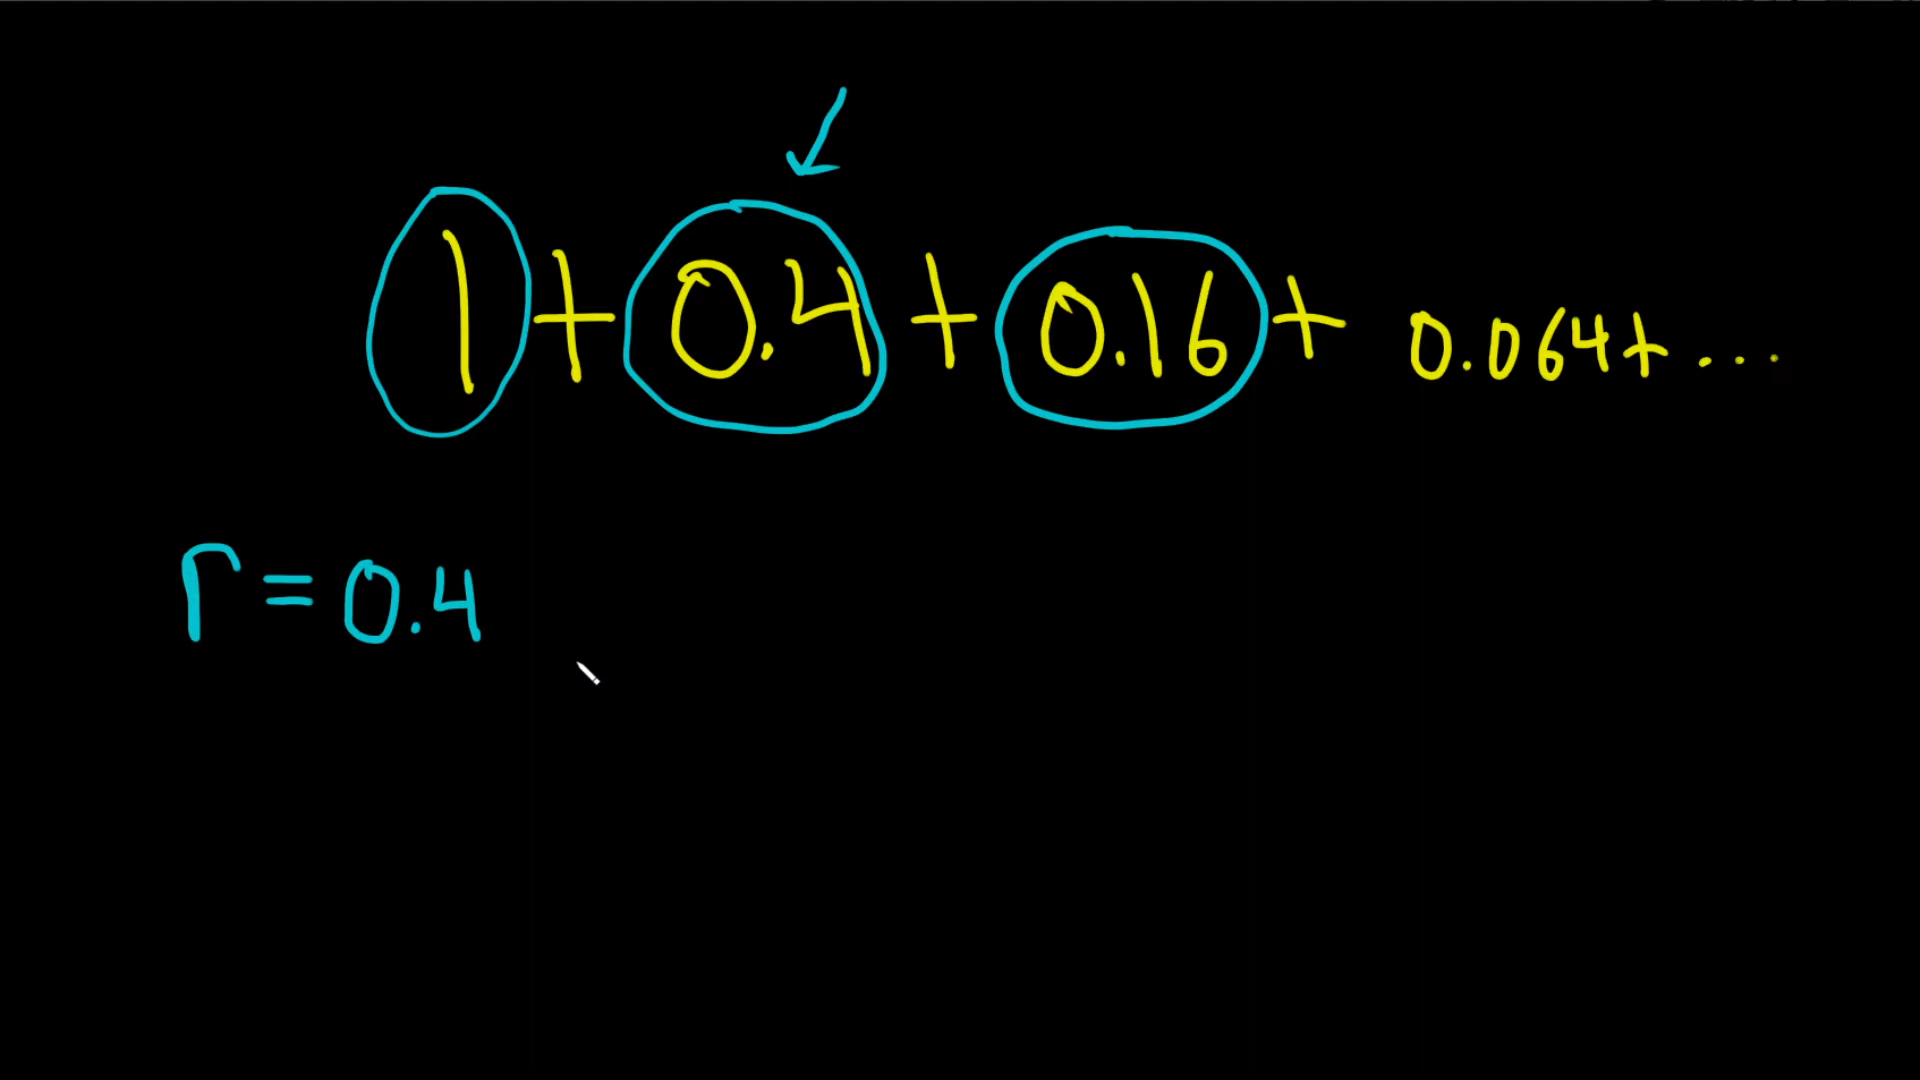 1 + 0.4 + 0.16 + 0.064 + ...
r = 0.4